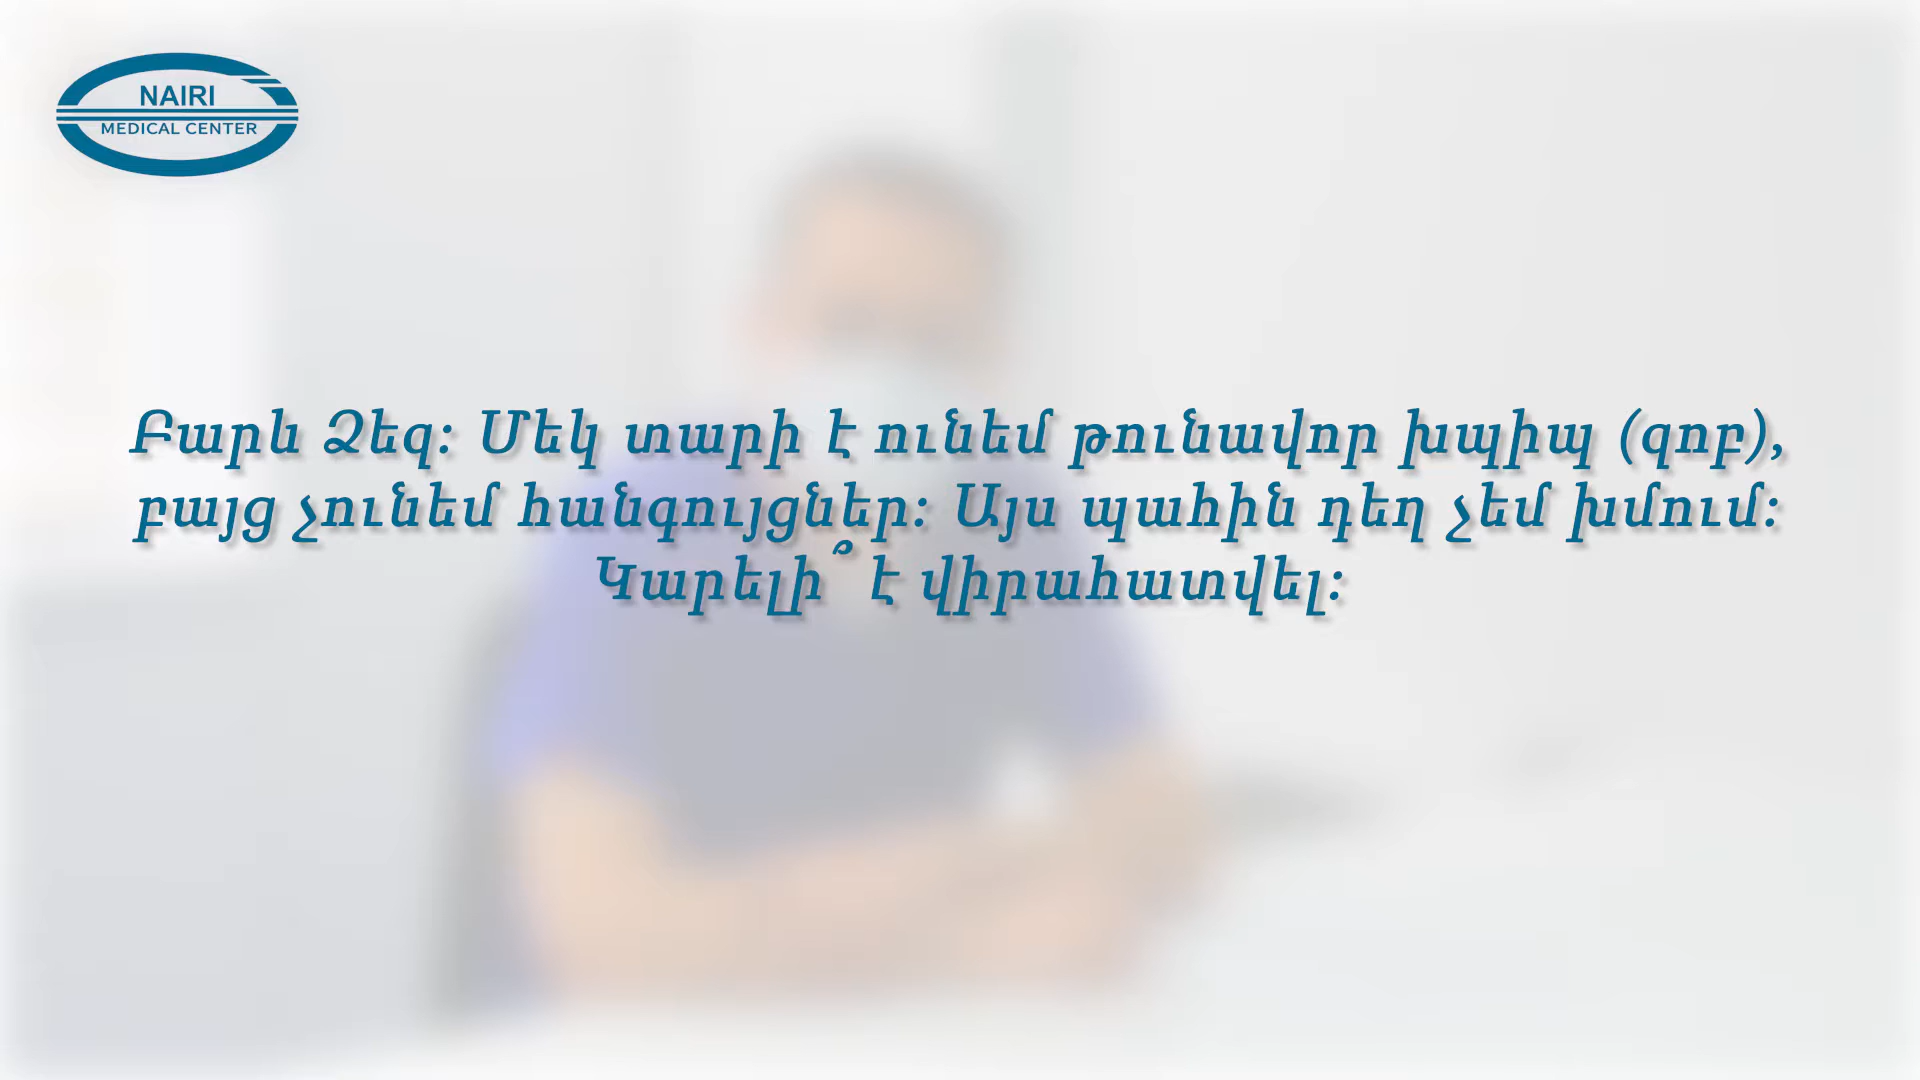 NAIRI
MEDICAL CENTER
Բարև Ձեզ։ Մեկ տարի է ունեմ թունավոր խպիպ (զոբ),
բայց չունեմ հանգույցներ։ Այս պահին դեղ չեմ խմում։
Կարելի՞ է վիրահատվել։